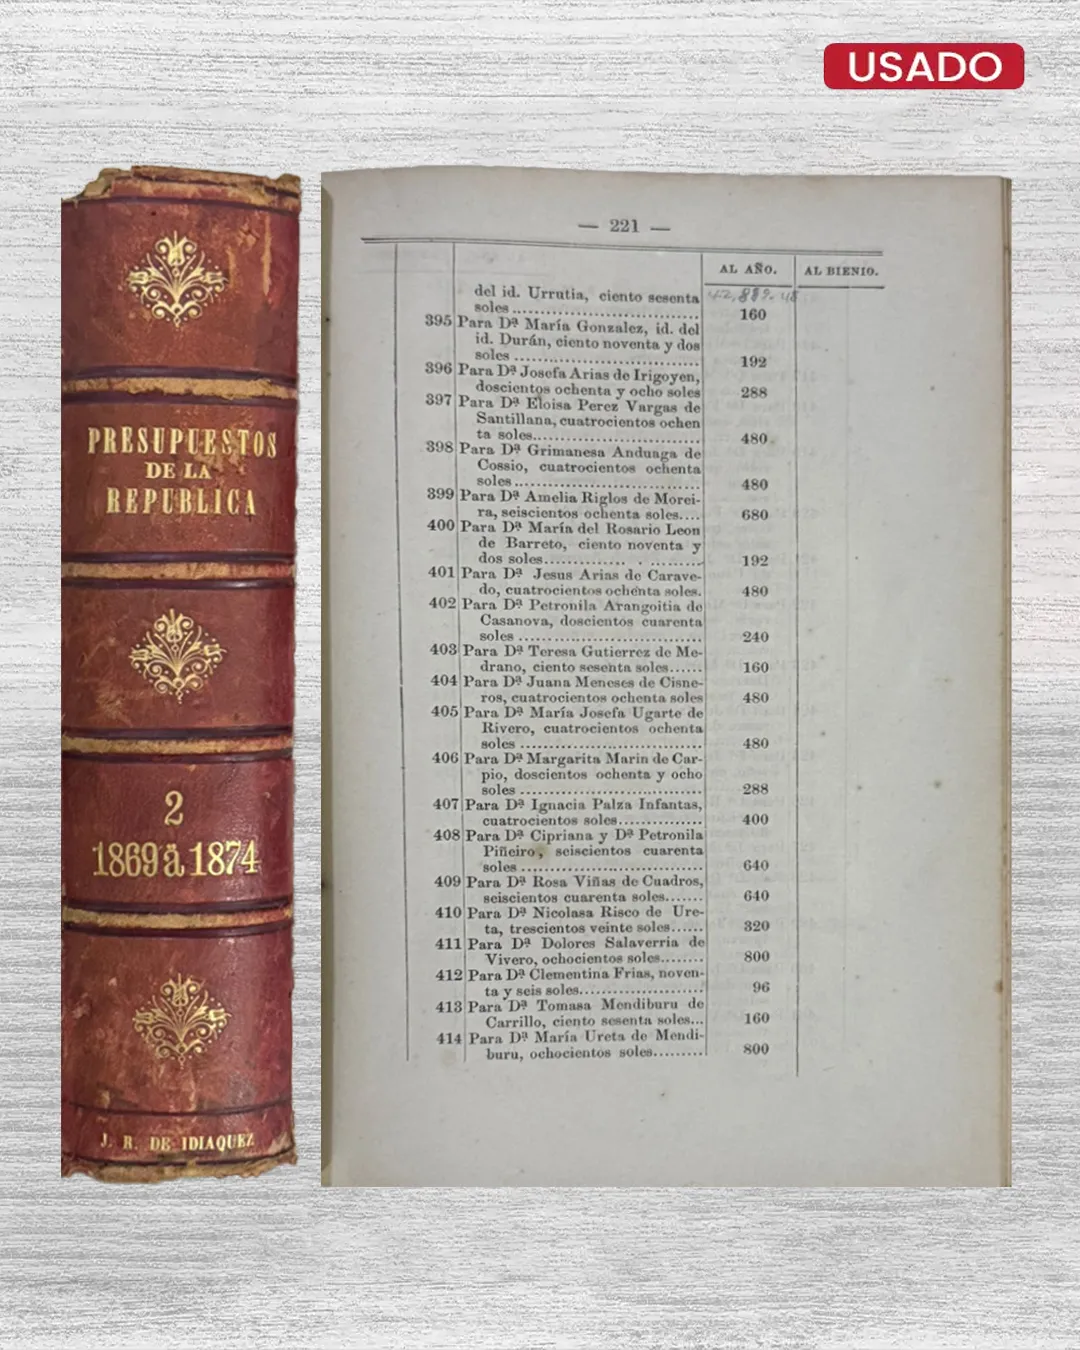 USADO
PRESUPUESTOS
DE LA
REPUBLICA
2
1869 á 1874
J. R. DE IDIAQUEZ
— 221 —
AL AÑO. AL BIENIO.
del id. Urrutia, ciento sesenta
soles .............................. 160
395 Para Dª María Gonzalez, id. del
id. Durán, ciento noventa y dos
soles .............................. 192
396 Para Dª Josefa Arias de Irigoyen,
doscientos ochenta y ocho soles 288
397 Para Dª Eloisa Perez Vargas de
Santillana, cuatrocientos ochen
ta soles........................... 480
398 Para Dª Grimanesa Anduaga de
Cossio, cuatrocientos ochenta
soles .............................. 480
399 Para Dª Amelia Riglos de Morei-
ra, seiscientos ochenta soles.... 680
400 Para Dª María del Rosario Leon
de Barreto, ciento noventa y
dos soles......................... 192
401 Para Dª Jesus Arias de Carave-
do, cuatrocientos ochenta soles. 480
402 Para Dª Petronila Arangoitia de
Casanova, doscientos cuarenta
soles .............................. 240
403 Para Dª Teresa Gutierrez de Me-
drano, ciento sesenta soles...... 160
404 Para Dª Juana Meneses de Cisne-
ros, cuatrocientos ochenta soles 480
405 Para Dª María Josefa Ugarte de
Rivero, cuatrocientos ochenta
soles .............................. 480
406 Para Dª Margarita Marin de Car-
pio, doscientos ochenta y ocho
soles .............................. 288
407 Para Dª Ignacia Palza Infantas,
cuatrocientos soles.............. 400
408 Para Dª Cipriana y Dª Petronila
Piñeiro, seiscientos cuarenta
soles .............................. 640
409 Para Dª Rosa Viñas de Cuadros,
seiscientos cuarenta soles....... 640
410 Para Dª Nicolasa Risco de Ure-
ta, trescientos veinte soles...... 320
411 Para Dª Dolores Salaverria de
Vivero, ochocientos soles........ 800
412 Para Dª Clementina Frias, noven-
ta y seis soles..................... 96
413 Para Dª Tomasa Mendiburu de
Carrillo, ciento sesenta soles... 160
414 Para Dª María Ureta de Mendi-
buru, ochocientos soles......... 800